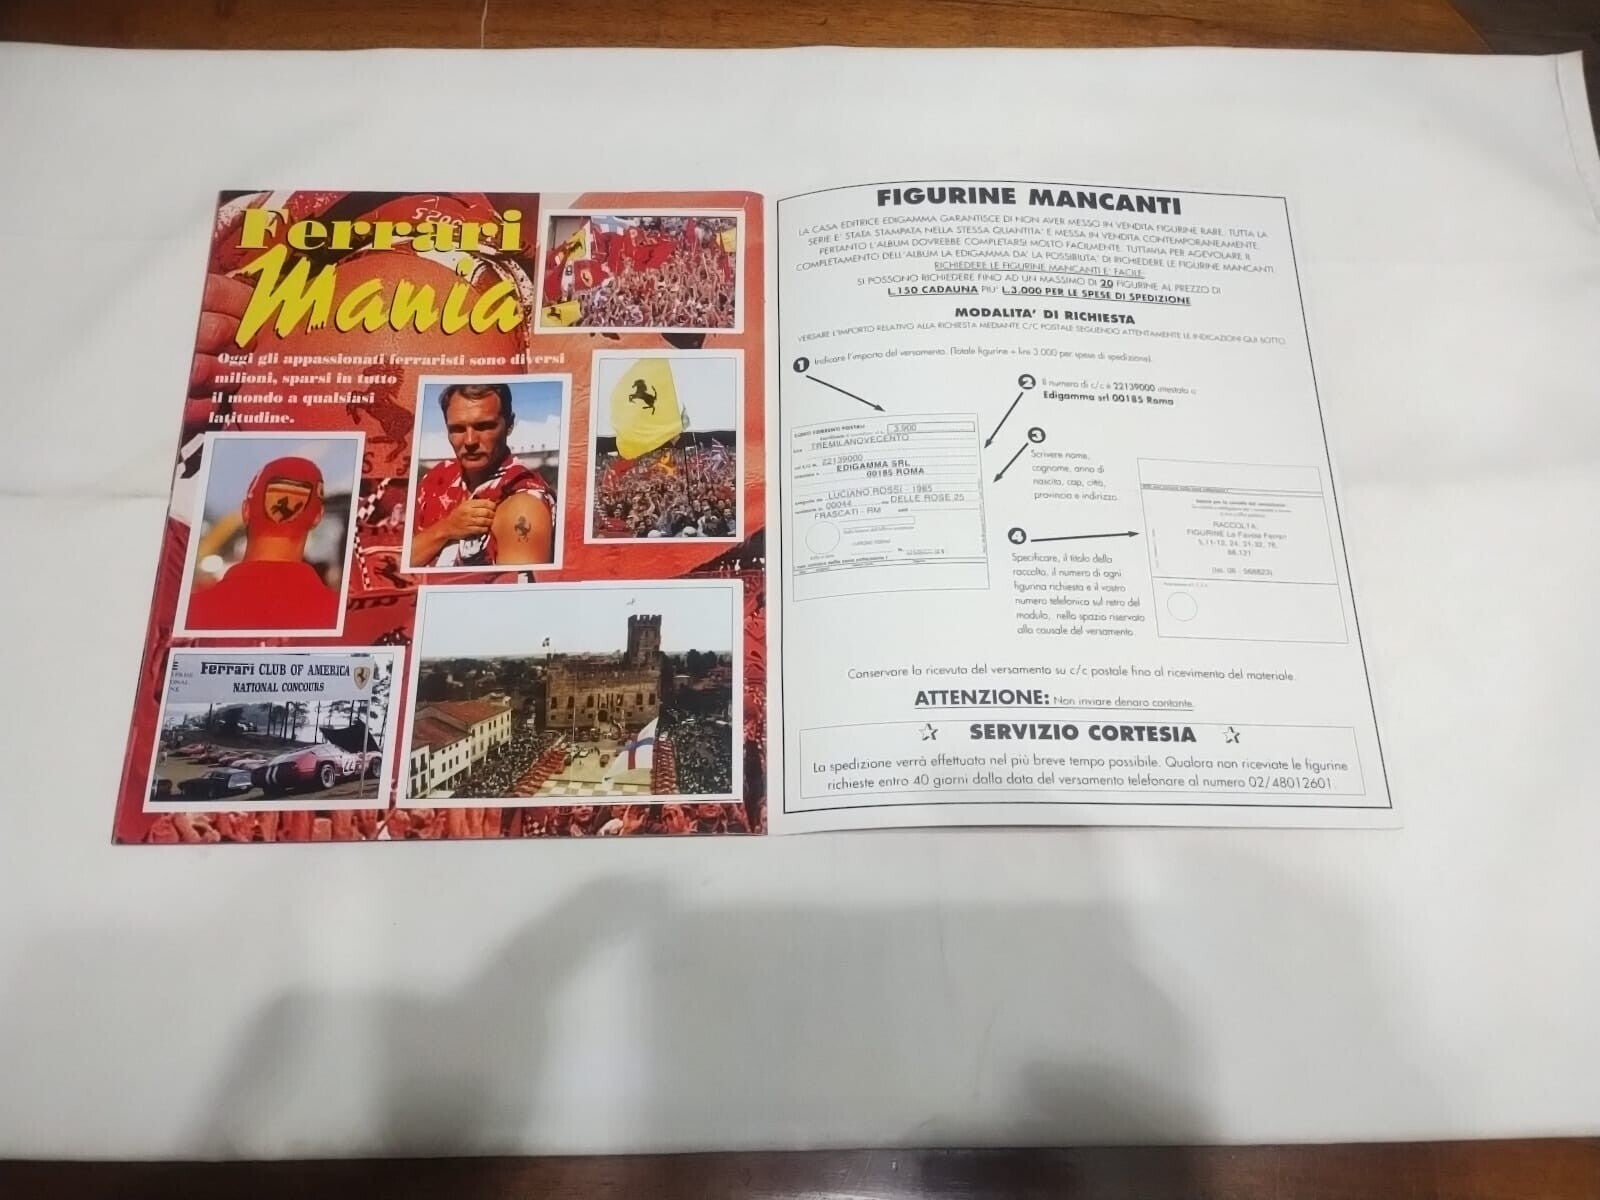 Ferrari
Mania
Oggi gli appassionati ferraristi sono diversi
milioni, sparsi in tutto
il mondo a qualsiasi
latitudine.
Ferrari CLUB OF AMERICA
NATIONAL CONCOURS
FIGURINE MANCANTI
LA CASA EDITRICE EDIGAMMA GARANTISCE DI NON AVER MESSO IN VENDITA FIGURINE RARE. TUTTA LA
SERIE E' STATA STAMPATA NELLA STESSA QUANTITA' E MESSA IN VENDITA CONTEMPORANEAMENTE.
PERTANTO L'ALBUM DOVREBBE COMPLETARSI MOLTO FACILMENTE. TUTTAVIA PER AGEVOLARE IL
COMPLETAMENTO DELL'ALBUM LA EDIGAMMA DA' LA POSSIBILITA' DI RICHIEDERE LE FIGURINE MANCANTI.
RICHIEDERE LE FIGURINE MANCANTI E' FACILE:
SI POSSONO RICHIEDERE FINO AD UN MASSIMO DI 20 FIGURINE AL PREZZO DI
L.150 CADAUNA PIU' L.3.000 PER LE SPESE DI SPEDIZIONE
MODALITA' DI RICHIESTA
VERSARE L'IMPORTO RELATIVO ALLA RICHIESTA MEDIANTE C/C POSTALE SEGUENDO ATTENTAMENTE LE INDICAZIONI QUI SOTTO.
1 Indicare l'importo del versamento. (Totale figurine + lire 3.000 per spese di spedizione).
2 Il numero di c/c è 22139000 intestato a:
Edigamma srl 00185 Roma
3
Scrivere nome,
cognome, anno di
nascita, cap, città,
provincia e indirizzo.
3.900
TREMILANOVECENTO
22139000
EDIGAMMA SRL
00185 ROMA
LUCIANO ROSSI - 1985
00044 DELLE ROSE 25
FRASCATI - RM
4
Specificare, il titolo della
raccolta, il numero di ogni
figurina richiesta e il vostro
numero telefonico sul retro del
modulo, nello spazio riservato
alla causale del versamento.
RACCOLTA:
FIGURINE La Favola Ferrari
Conservare la ricevuta del versamento su c/c postale fino al ricevimento del materiale.
ATTENZIONE: Non inviare denaro contante.
SERVIZIO CORTESIA
La spedizione verrà effettuata nel più breve tempo possibile. Qualora non riceviate le figurine
richieste entro 40 giorni dalla data del versamento telefonare al numero 02/48012601.